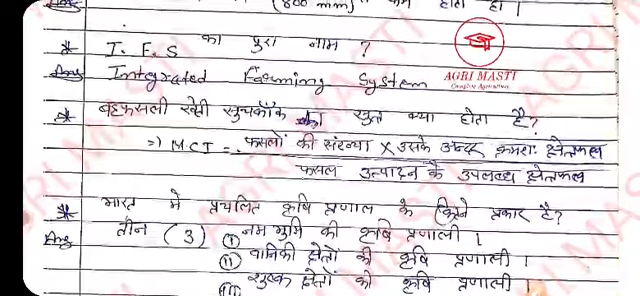 (800 mm) से कम होता हो।
* I. F. S का पुरा नाम ?
Ans Integrated Farming System
AGRI MASTI
* बहुफसली खेती सुचकाँक का सुत्र क्या होता है?
=> M.C.I = फसलों की संख्या X उसके अन्दर क्रमशः क्षेत्रफल
फसल उत्पादन के उपलब्ध क्षेत्रफल
* भारत में प्रचलित कृषि प्रणाल के कितने प्रकार है?
Ans तीन (3) (i) नम भुमि की कृषि प्रणाली।
(ii) वानिकी क्षेत्रों की कृषि प्रणाली।
(iii) शुष्क क्षेत्रों की कृषि प्रणाली।